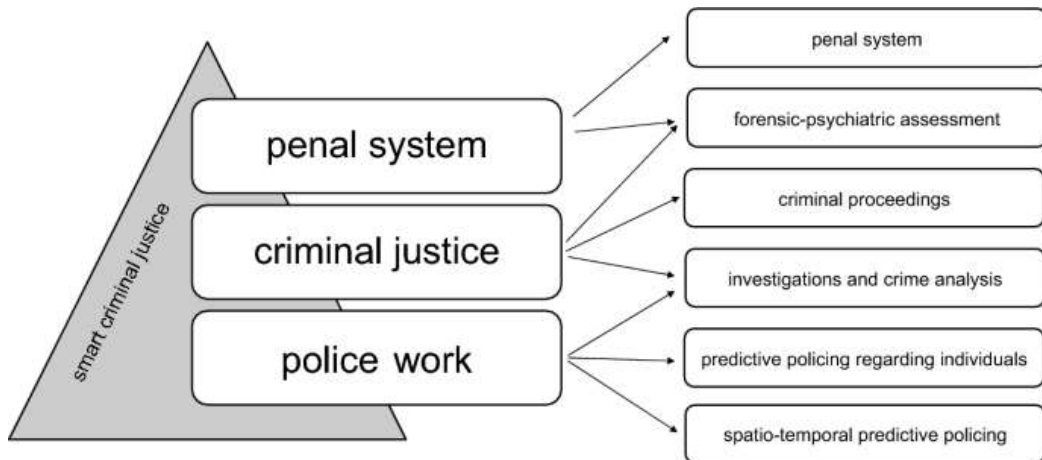 smart criminal justice
penal system
criminal justice
police work
penal system
forensic-psychiatric assessment
criminal proceedings
investigations and crime analysis
predictive policing regarding individuals
spatio-temporal predictive policing